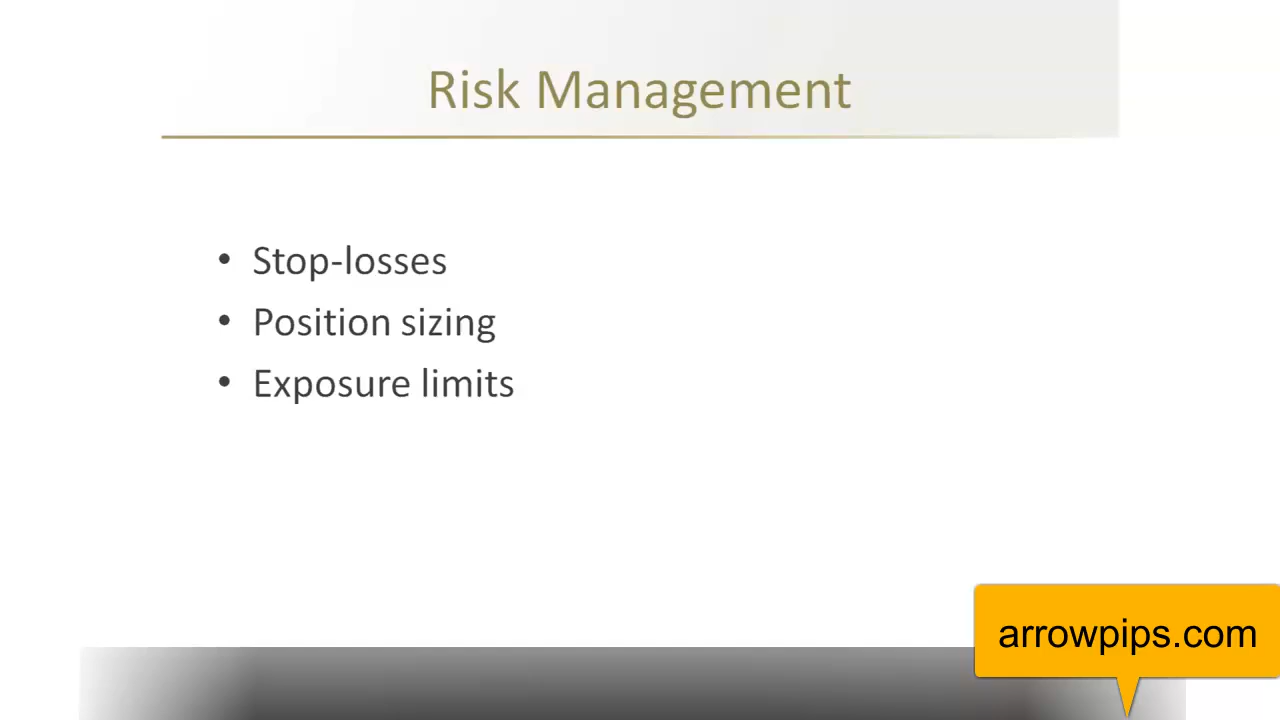 Risk Management
• Stop-losses
• Position sizing
• Exposure limits
arrowpips.com